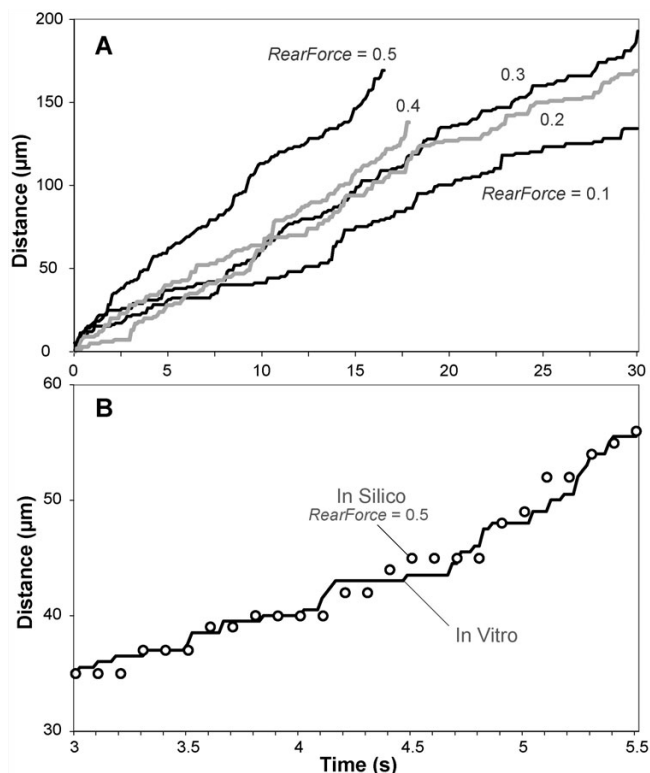 A
200
150
100
50
0
Distance (µm)
RearForce = 0.5
0.4
0.3
0.2
RearForce = 0.1
0 5 10 15 20 25 30
B
60
50
40
30
Distance (µm)
In Silico
RearForce = 0.5
In Vitro
3 3.5 4 4.5 5 5.5
Time (s)